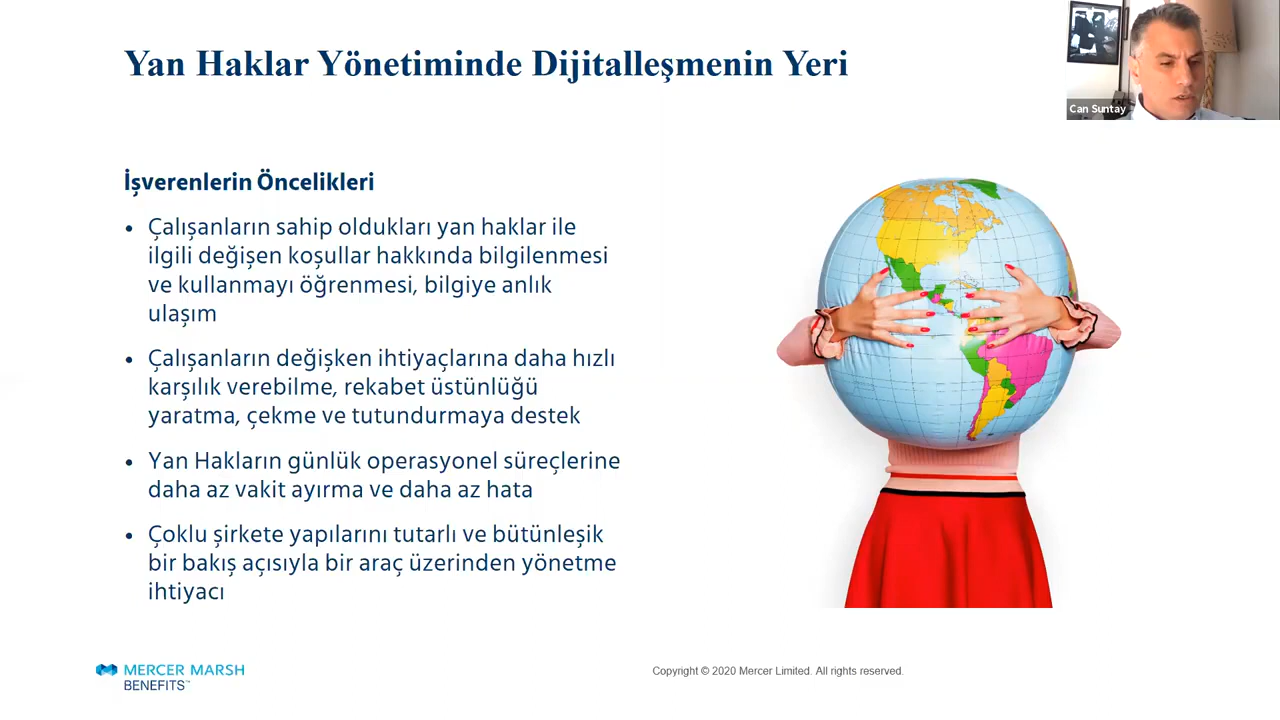 Yan Haklar Yönetiminde Dijitalleşmenin Yeri
Can Suntay
İşverenlerin Öncelikleri
• Çalışanların sahip oldukları yan haklar ile
ilgili değişen koşullar hakkında bilgilenmesi
ve kullanmayı öğrenmesi, bilgiye anlık
ulaşım
• Çalışanların değişken ihtiyaçlarına daha hızlı
karşılık verebilme, rekabet üstünlüğü
yaratma, çekme ve tutundurmaya destek
• Yan Hakların günlük operasyonel süreçlerine
daha az vakit ayırma ve daha az hata
• Çoklu şirkete yapılarını tutarlı ve bütünleşik
bir bakış açısıyla bir araç üzerinden yönetme
ihtiyacı
MERCER MARSH
BENEFITS™
Copyright © 2020 Mercer Limited. All rights reserved.